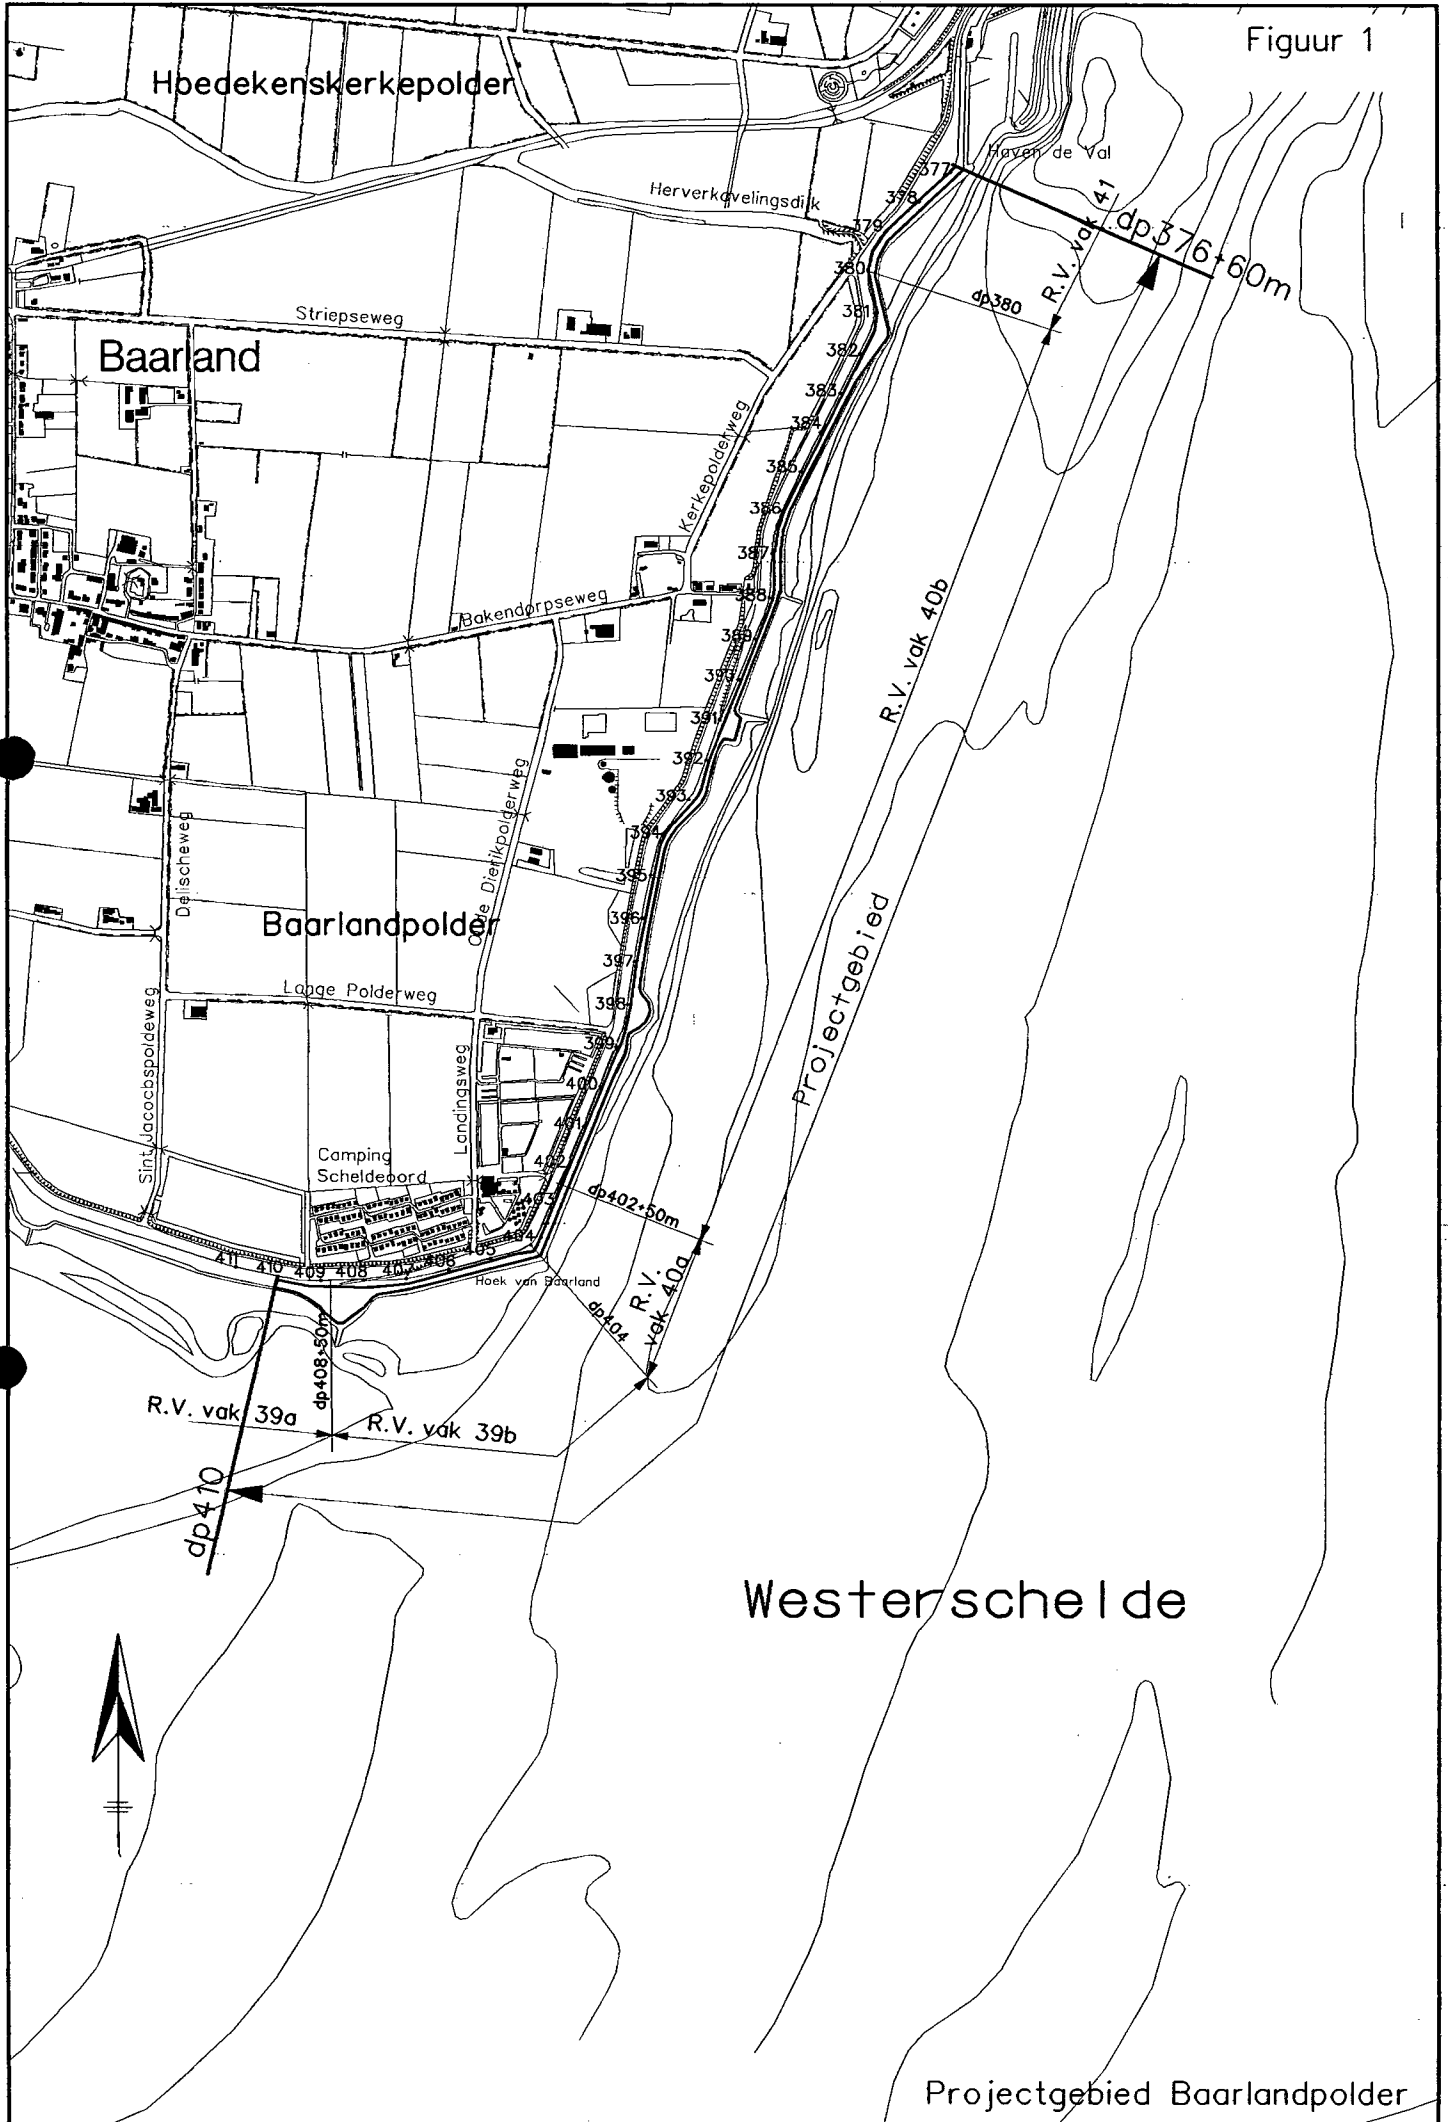 Figuur 1
Hoedekenskerkepolder
Haven de Val
377
378
Herverkavelingsdijk
379
R.V. vak 41
dp376+60m
380
dp380
381
Striepseweg
382
Baarland
383
384
Kerkepolderweg
385
386
387
388
Bakendorpseweg
389
R.V. vak 40b
390
391
392
393
394
Delischeweg
Oude Dierikpolderweg
395
Baarlandpolder
396
Projectgebied
397
Lange Polderweg
398
399
Sint Jacocbspoldeweg
Landingsweg
400
401
Camping
Scheldeoord
402
dp402+50m
403
404
405
406
407
408
409
410
411
Hoek van Baarland
R.V.
vak 40a
dp404
dp408+50m
R.V. vak 39a
R.V. vak 39b
dp410
Westerschelde
Projectgebied Baarlandpolder